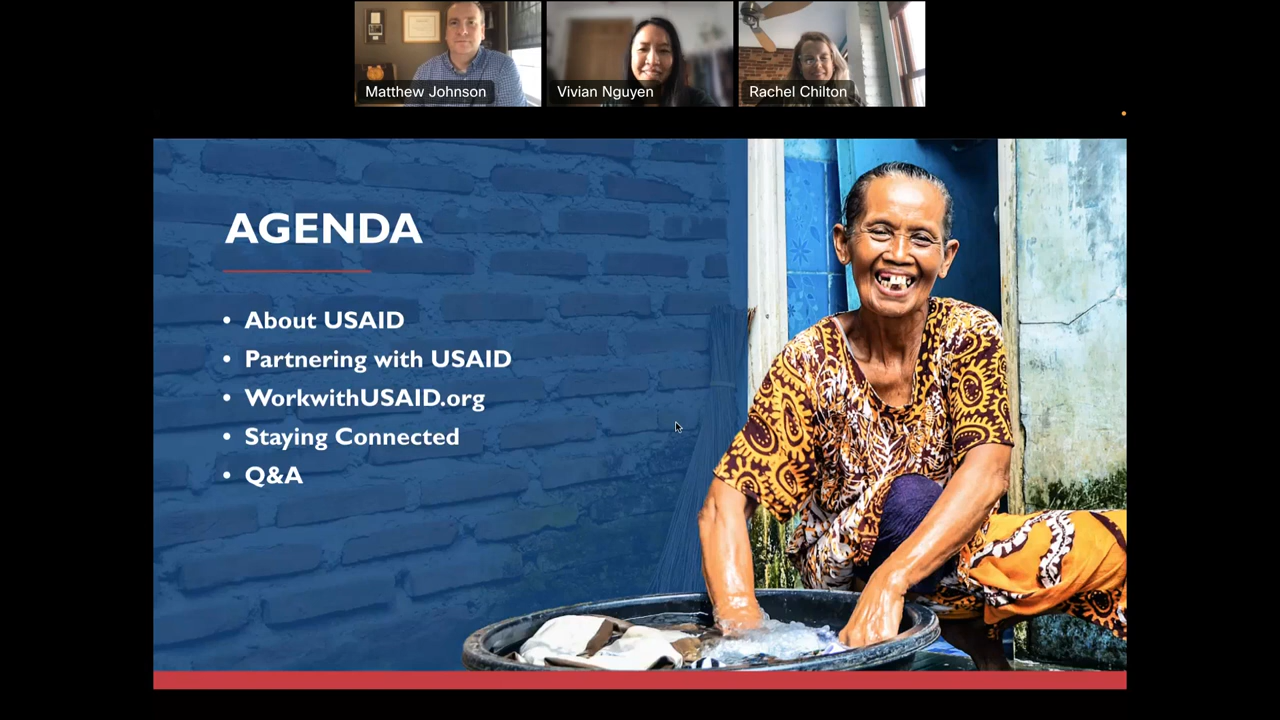 Matthew Johnson
Vivian Nguyen
Rachel Chilton
AGENDA
• About USAID
• Partnering with USAID
• WorkwithUSAID.org
• Staying Connected
• Q&A